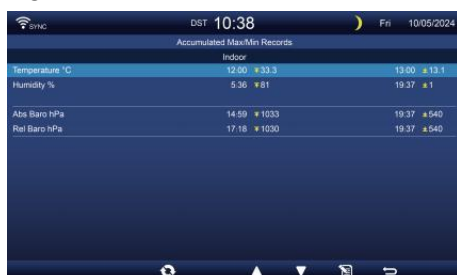 SYNC DST 10:38 Fri 10/05/2024
Accumulated Max/Min Records
Indoor
Temperature °C 12:00 33.3 13:00 13.1
Humidity % 5:36 81 19:37 1
Abs Baro hPa 14:59 1033 19:37 540
Rel Baro hPa 17:18 1030 19:37 540